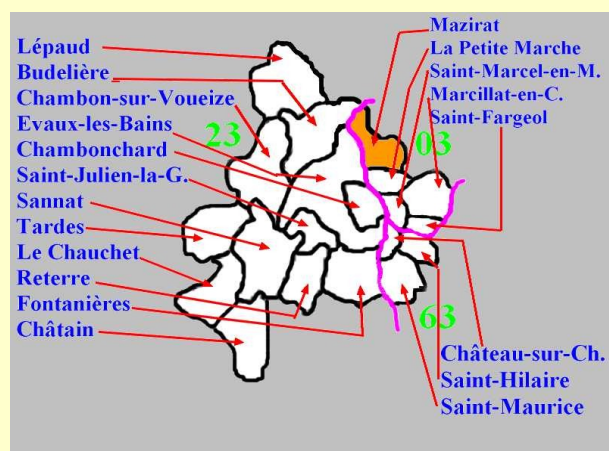 Lépaud
Budelière
Chambon-sur-Voueize
Evaux-les-Bains
Chambonchard
Saint-Julien-la-G.
Sannat
Tardes
Le Chauchet
Reterre
Fontanières
Châtain
23
03
63
Mazirat
La Petite Marche
Saint-Marcel-en-M.
Marcillat-en-C.
Saint-Fargeol
Château-sur-Ch.
Saint-Hilaire
Saint-Maurice